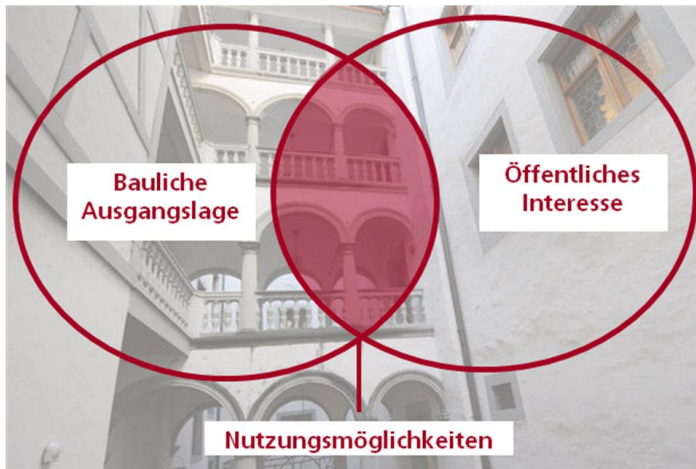 Bauliche
Ausgangslage
Öffentliches
Interesse
Nutzungsmöglichkeiten